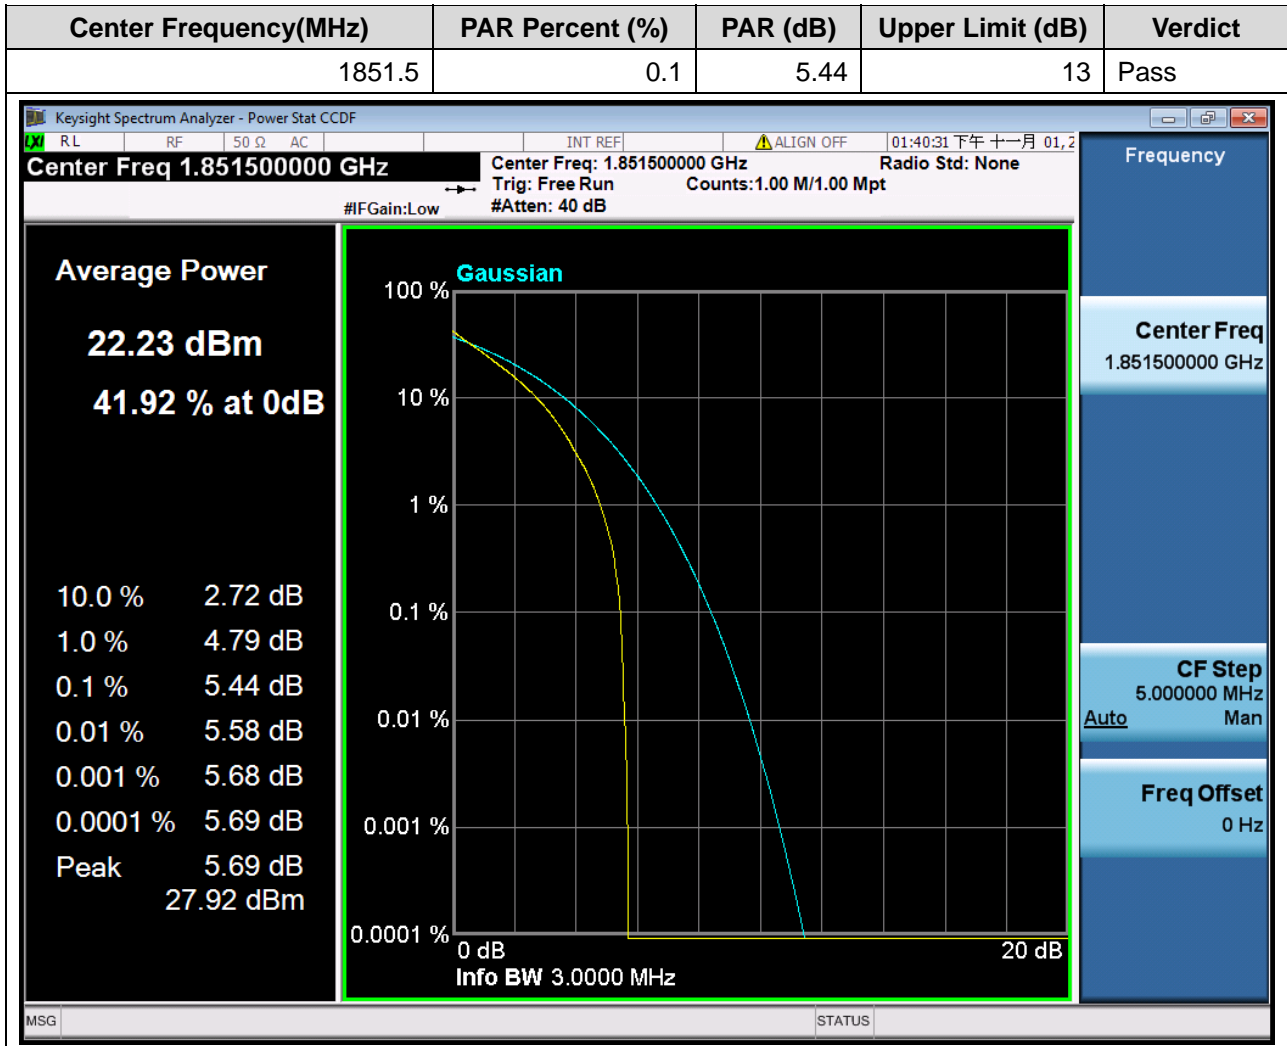 Center Frequency(MHz) PAR Percent (%) PAR (dB) Upper Limit (dB) Verdict
1851.5 0.1 5.44 13 Pass
Keysight Spectrum Analyzer - Power Stat CCDF
LXI RL RF 50 Ω AC INT REF ALIGN OFF 01:40:31 下午 十一月 01, 2
Center Freq 1.851500000 GHz
Center Freq: 1.851500000 GHz Radio Std: None
Trig: Free Run Counts:1.00 M/1.00 Mpt
#IFGain:Low #Atten: 40 dB
Average Power
22.23 dBm
41.92 % at 0dB
10.0 % 2.72 dB
1.0 % 4.79 dB
0.1 % 5.44 dB
0.01 % 5.58 dB
0.001 % 5.68 dB
0.0001 % 5.69 dB
Peak 5.69 dB
27.92 dBm
Gaussian
100 %
10 %
1 %
0.1 %
0.01 %
0.001 %
0.0001 %
0 dB 20 dB
Info BW 3.0000 MHz
Frequency
Center Freq
1.851500000 GHz
CF Step
5.000000 MHz
Auto Man
Freq Offset
0 Hz
MSG STATUS